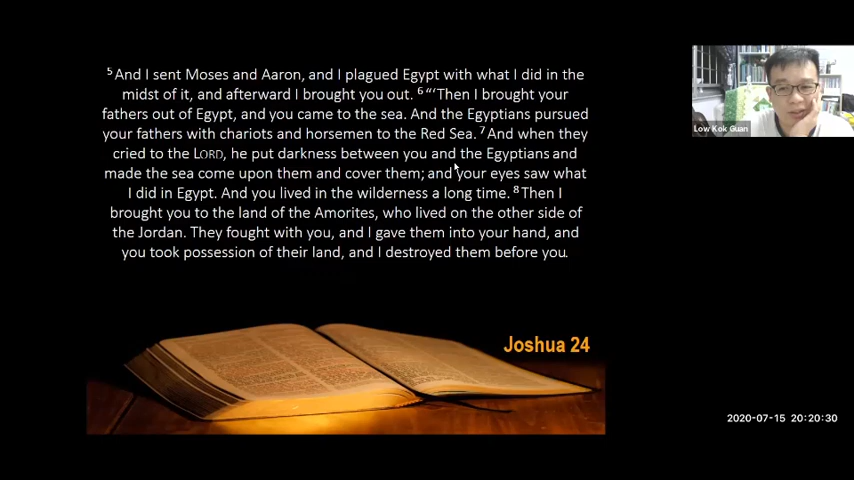 ⁵And I sent Moses and Aaron, and I plagued Egypt with what I did in the
midst of it, and afterward I brought you out. ⁶“‘Then I brought your
fathers out of Egypt, and you came to the sea. And the Egyptians pursued
your fathers with chariots and horsemen to the Red Sea. ⁷And when they
cried to the LORD, he put darkness between you and the Egyptians and
made the sea come upon them and cover them; and your eyes saw what
I did in Egypt. And you lived in the wilderness a long time. ⁸Then I
brought you to the land of the Amorites, who lived on the other side of
the Jordan. They fought with you, and I gave them into your hand, and
you took possession of their land, and I destroyed them before you.
Joshua 24
Low Kok Guan
2020-07-15 20:20:30